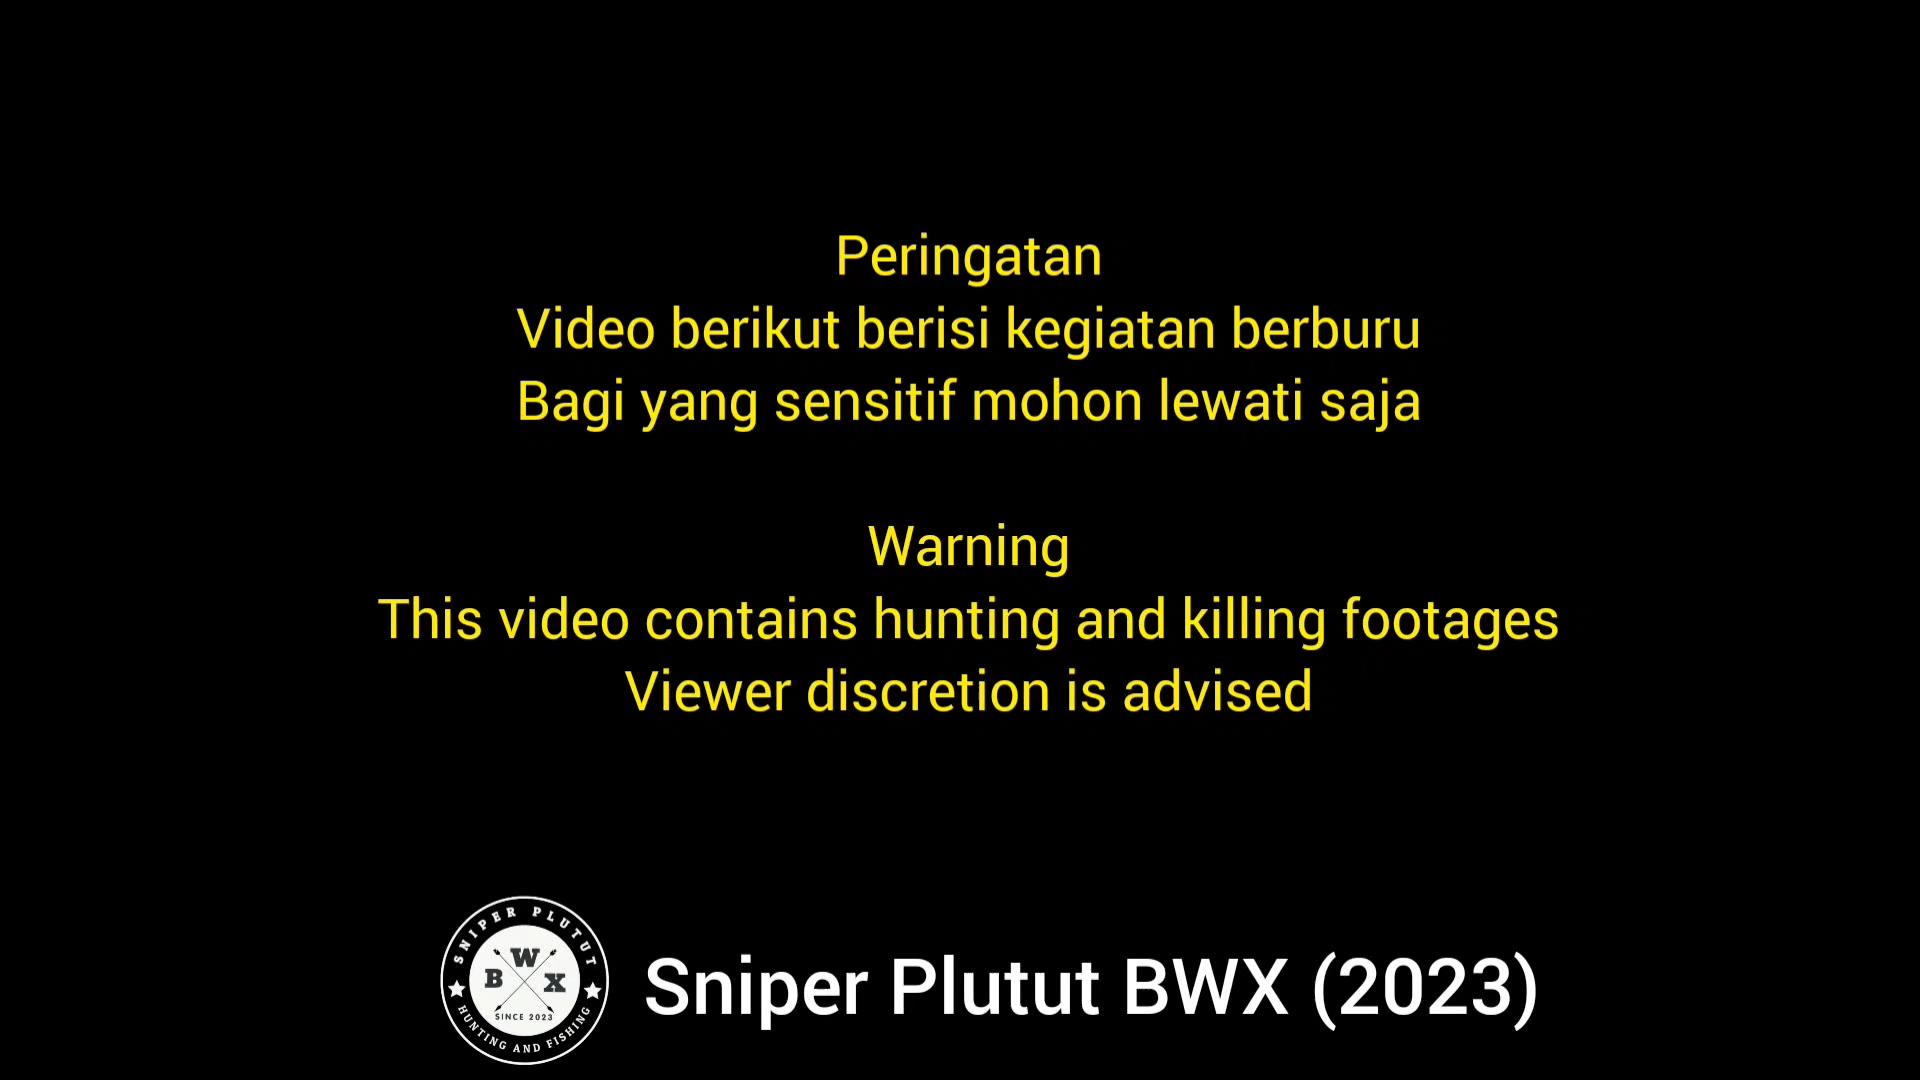 Peringatan
Video berikut berisi kegiatan berburu
Bagi yang sensitif mohon lewati saja
Warning
This video contains hunting and killing footages
Viewer discretion is advised
SNIPER PLUTUT
B W X
SINCE 2023
HUNTING AND FISHING
Sniper Plutut BWX (2023)